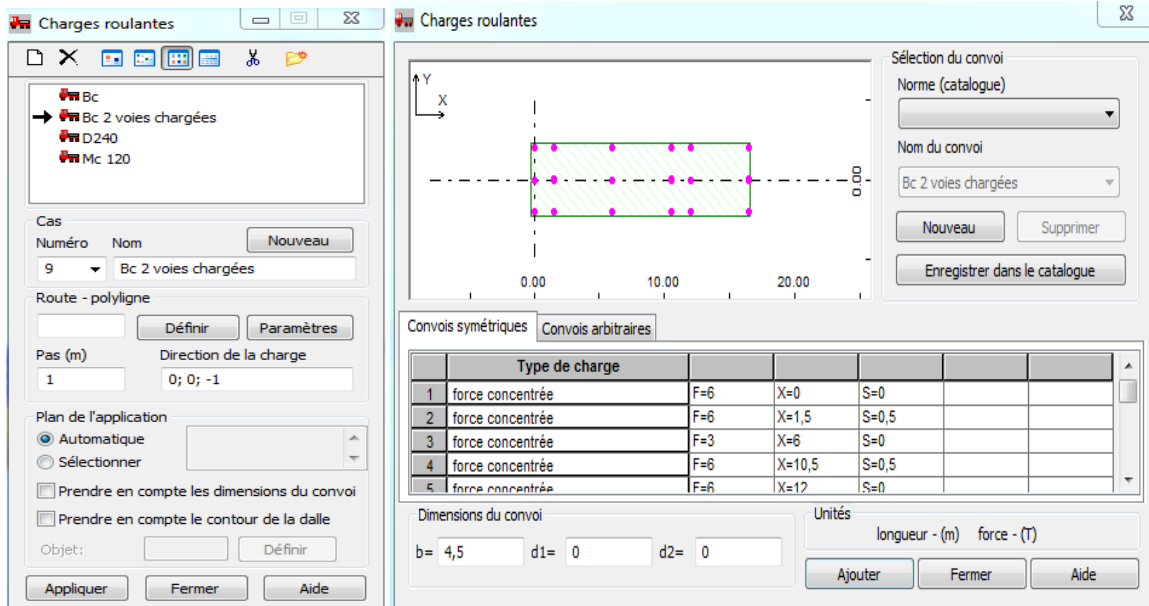 Charges roulantes
Bc
Bc 2 voies chargées
D240
Mc 120
Cas
Numéro Nom Nouveau
9 Bc 2 voies chargées
Route - polyligne
Définir Paramètres
Pas (m) Direction de la charge
1 0; 0; -1
Plan de l'application
Automatique
Sélectionner
Prendre en compte les dimensions du convoi
Prendre en compte le contour de la dalle
Objet: Définir
Appliquer Fermer Aide
Charges roulantes
Y
X
0.00
0.00 10.00 20.00
Sélection du convoi
Norme (catalogue)
Nom du convoi
Bc 2 voies chargées
Nouveau Supprimer
Enregistrer dans le catalogue
Convois symétriques Convois arbitraires
Type de charge
1 force concentrée F=6 X=0 S=0
2 force concentrée F=6 X=1,5 S=0,5
3 force concentrée F=3 X=6 S=0
4 force concentrée F=6 X=10,5 S=0,5
5 force concentrée F=6 X=12 S=0
Dimensions du convoi
b= 4,5 d1= 0 d2= 0
Unités
longueur - (m) force - (T)
Ajouter Fermer Aide